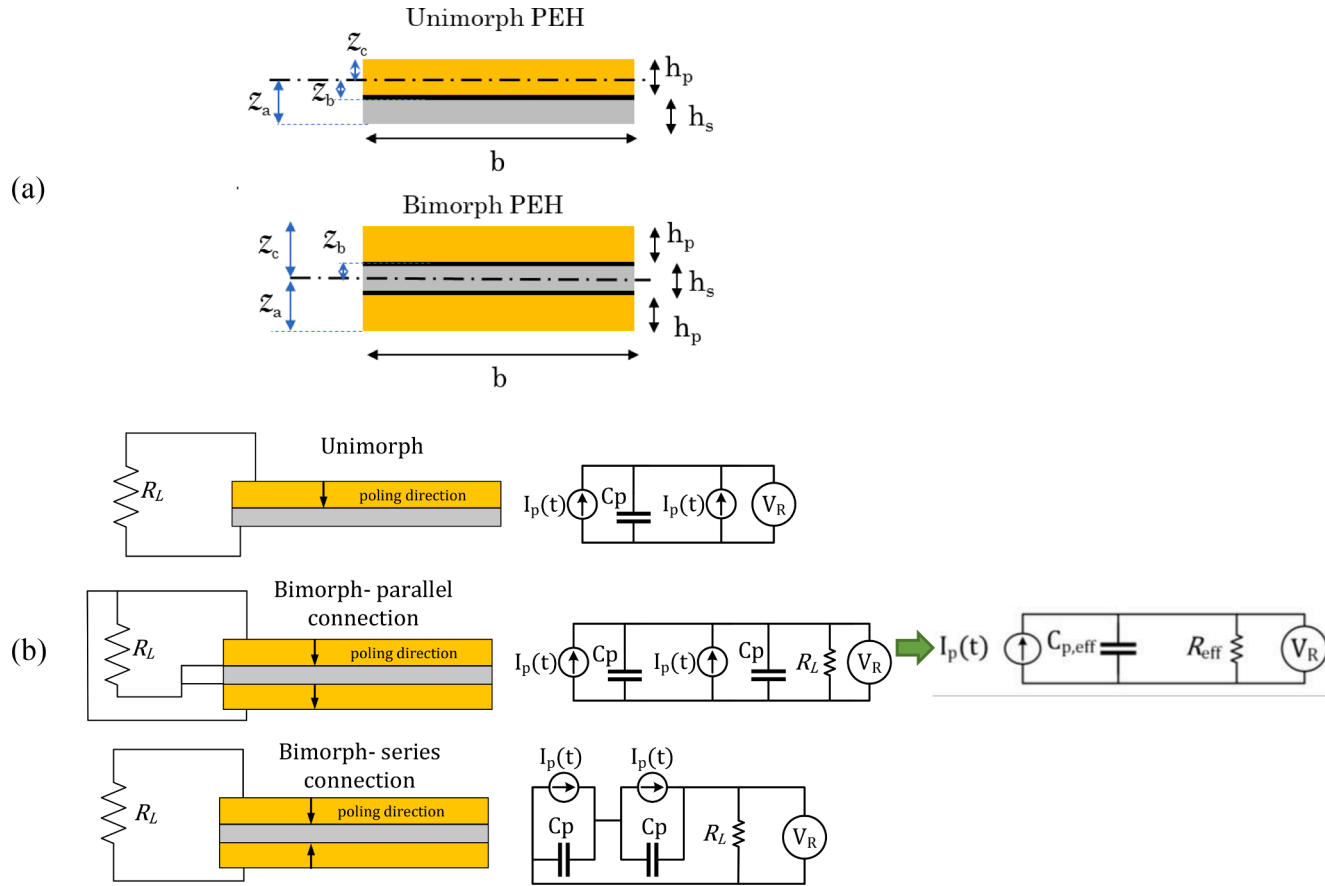 Unimorph PEH
z_c
h_p
z_b
z_a
h_s
b
(a)
Bimorph PEH
z_c
z_b
h_p
h_s
z_a
h_p
b
Unimorph
R_L
poling direction
I_p(t)
Cp
I_p(t)
V_R
Bimorph- parallel
connection
(b)
R_L
poling direction
I_p(t)
Cp
I_p(t)
Cp
R_L
V_R
I_p(t)
C_p,eff
R_eff
V_R
Bimorph- series
connection
R_L
poling direction
I_p(t)
I_p(t)
Cp
Cp
R_L
V_R